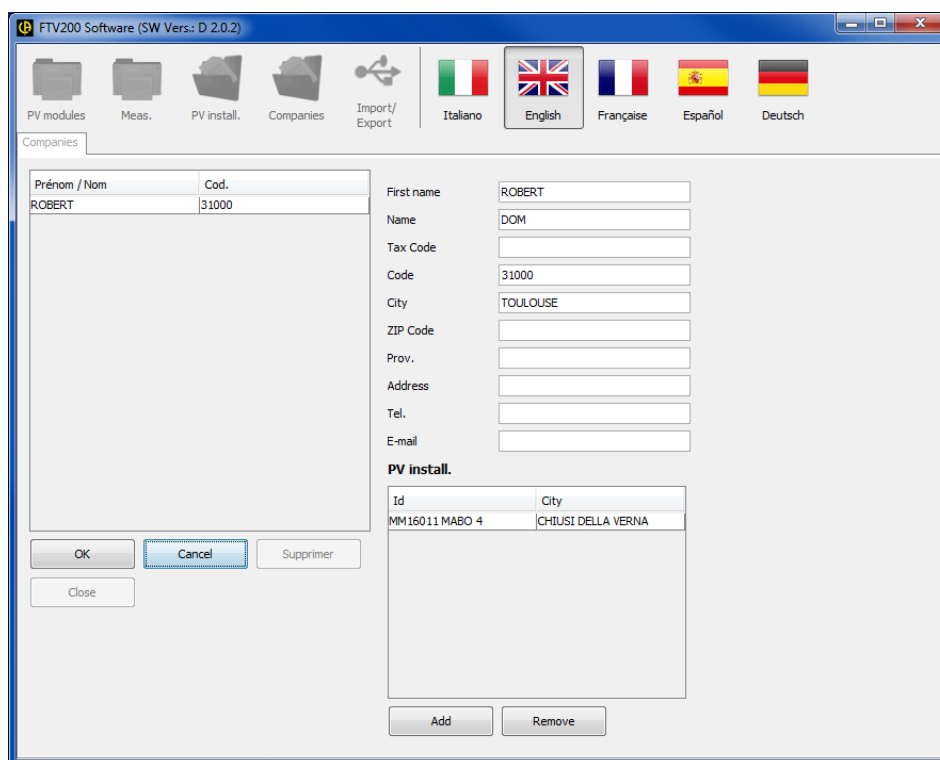 FTV200 Software (SW Vers.: D 2.0.2)
PV modules Meas. PV install. Companies Import/ Export Italiano English Française Español Deutsch
Companies
Prénom / Nom Cod.
ROBERT 31000
First name ROBERT
Name DOM
Tax Code
Code 31000
City TOULOUSE
ZIP Code
Prov.
Address
Tel.
E-mail
PV install.
Id City
MM16011 MABO 4 CHIUSI DELLA VERNA
OK Cancel Supprimer
Close
Add Remove